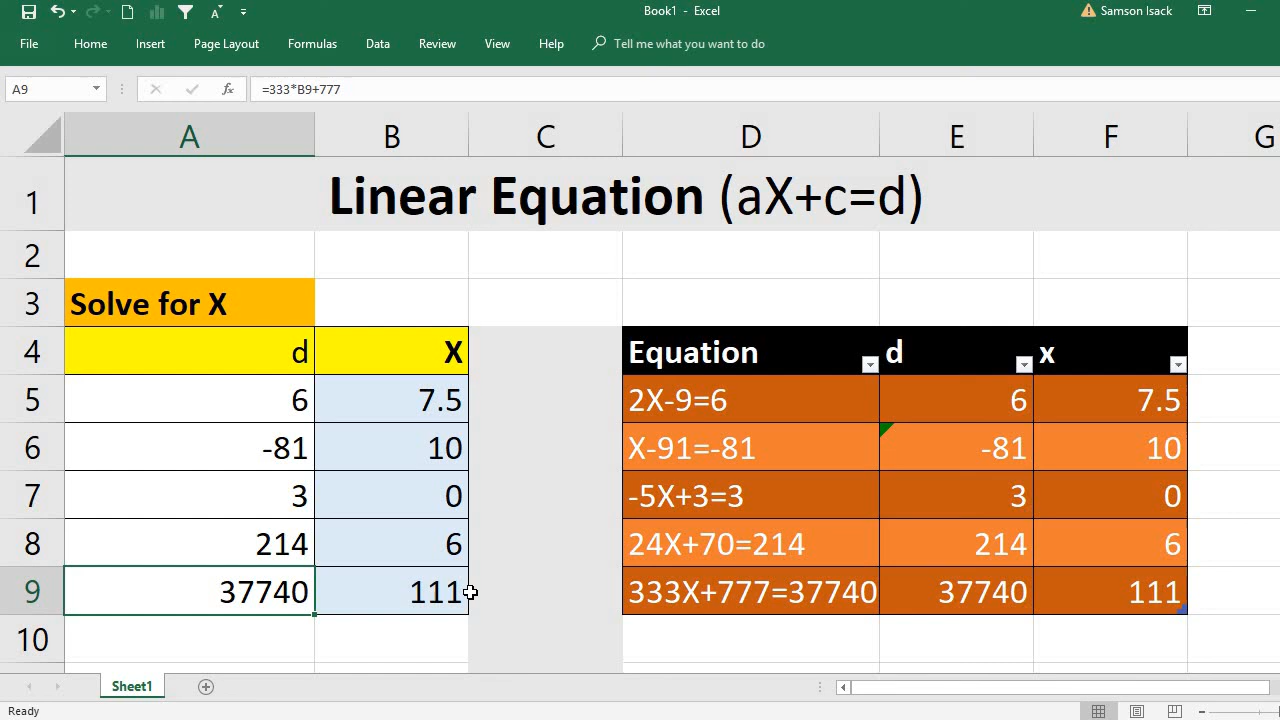 Book1 - Excel
Samson Isack
File Home Insert Page Layout Formulas Data Review View Help Tell me what you want to do
A9 fx =333*B9+777
A B C D E F G
1 Linear Equation (aX+c=d)
2
3 Solve for X
4 d X Equation d x
5 6 7.5 2X-9=6 6 7.5
6 -81 10 X-91=-81 -81 10
7 3 0 -5X+3=3 3 0
8 214 6 24X+70=214 214 6
9 37740 111 333X+777=37740 37740 111
10
Sheet1
Ready